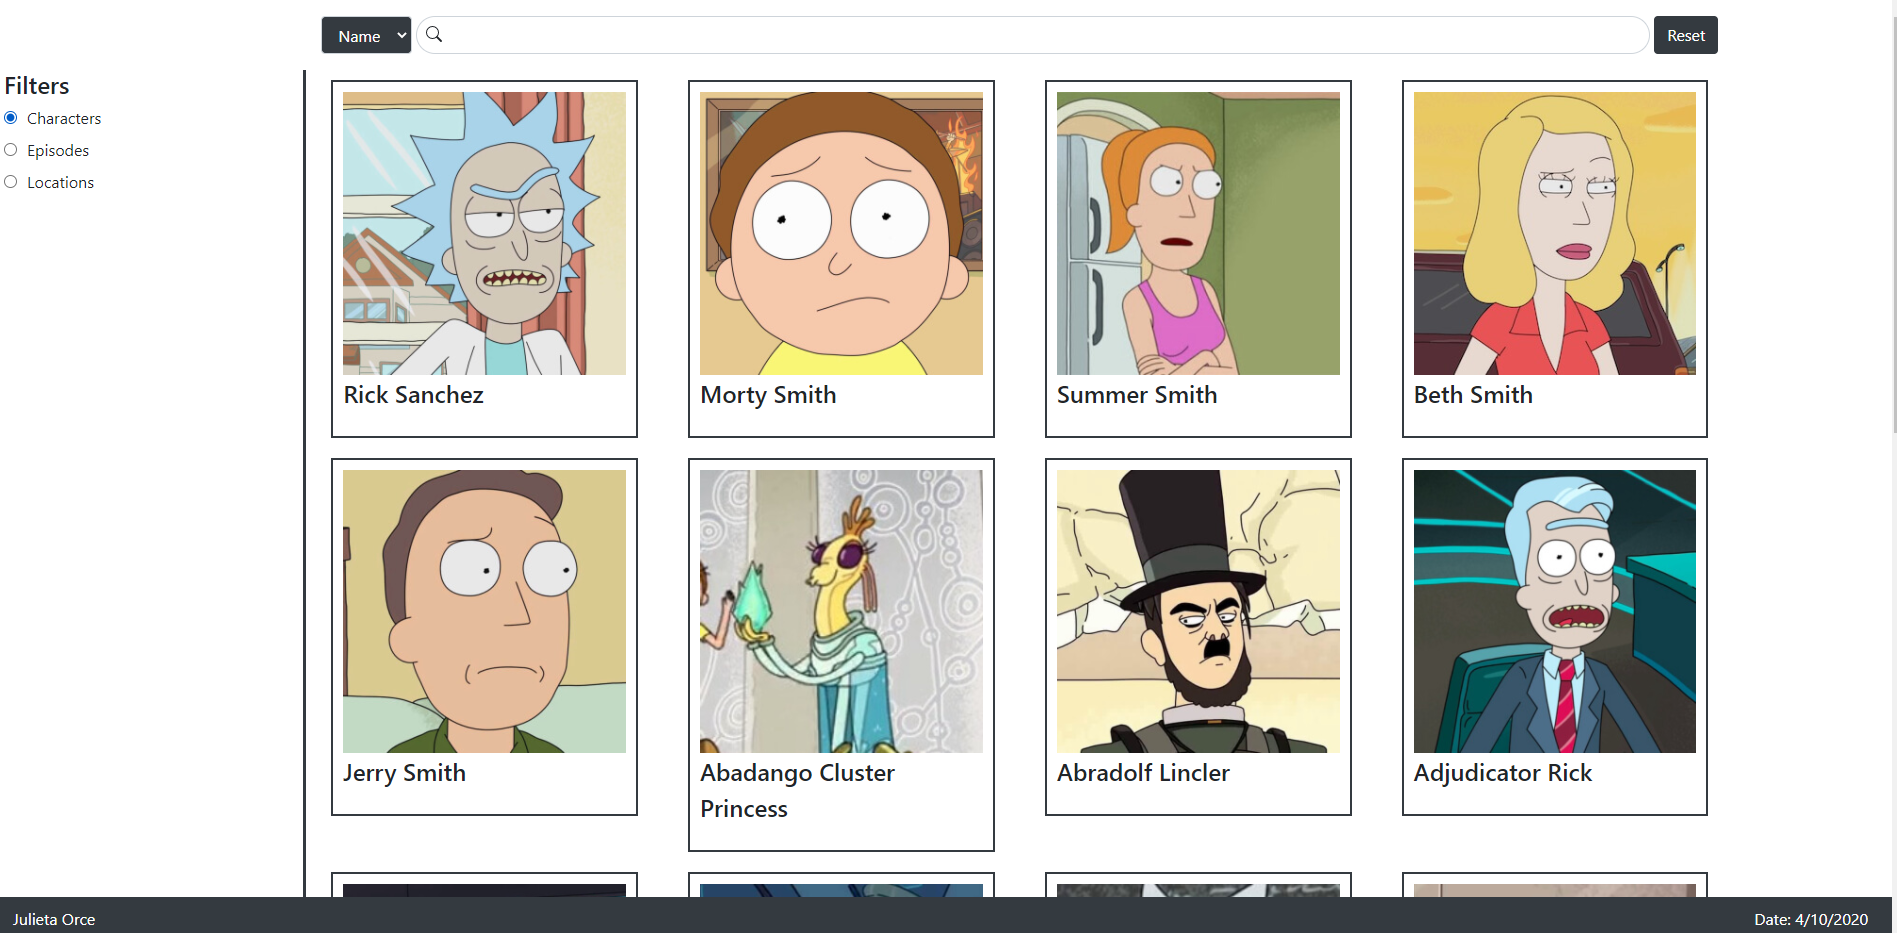 Name
Reset
Filters
Characters
Episodes
Locations
Rick Sanchez
Morty Smith
Summer Smith
Beth Smith
Jerry Smith
Abadango Cluster
Princess
Abradolf Lincler
Adjudicator Rick
Julieta Orce
Date: 4/10/2020